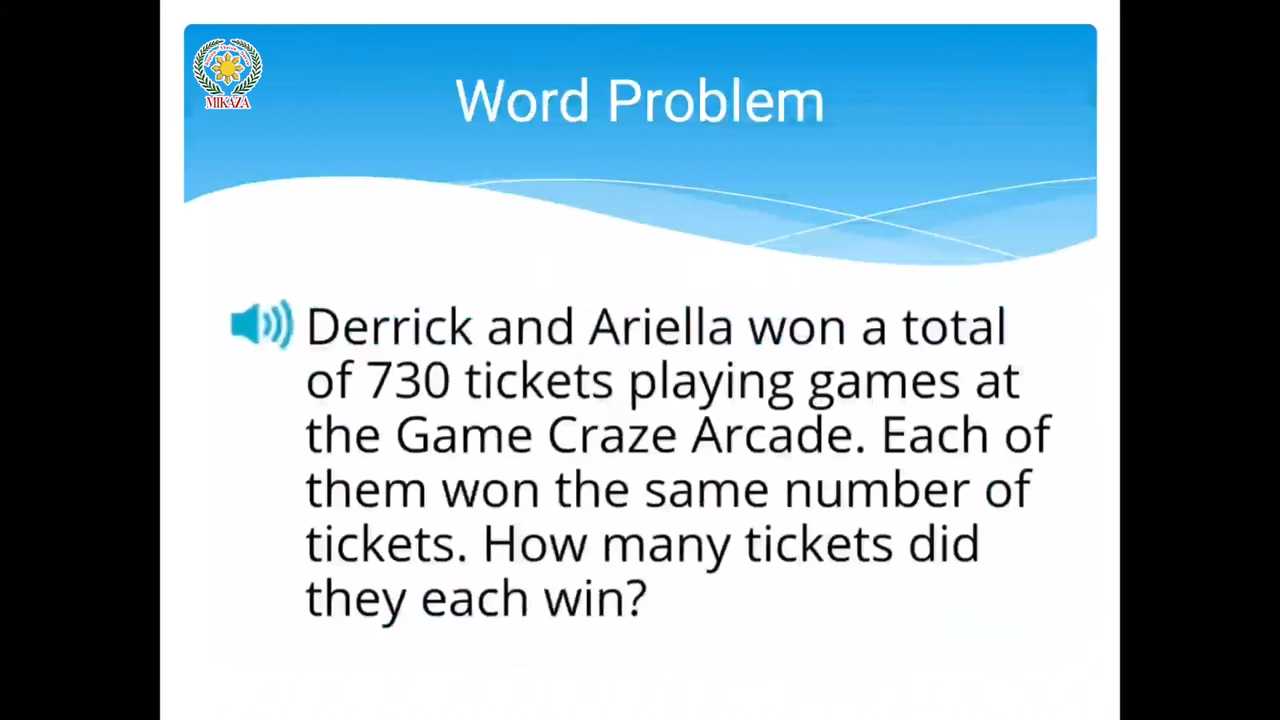 MIKAZA
Word Problem
Derrick and Ariella won a total
of 730 tickets playing games at
the Game Craze Arcade. Each of
them won the same number of
tickets. How many tickets did
they each win?